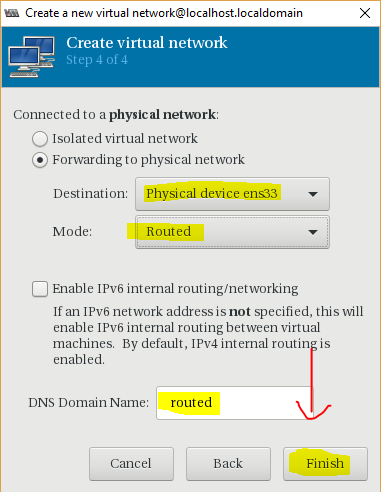 Create a new virtual network@localhost.localdomain
Create virtual network
Step 4 of 4
Connected to a physical network:
Isolated virtual network
Forwarding to physical network
Destination: Physical device ens33
Mode: Routed
Enable IPv6 internal routing/networking
If an IPv6 network address is not specified, this will
enable IPv6 internal routing between virtual
machines. By default, IPv4 internal routing is
enabled.
DNS Domain Name: routed
Cancel Back Finish